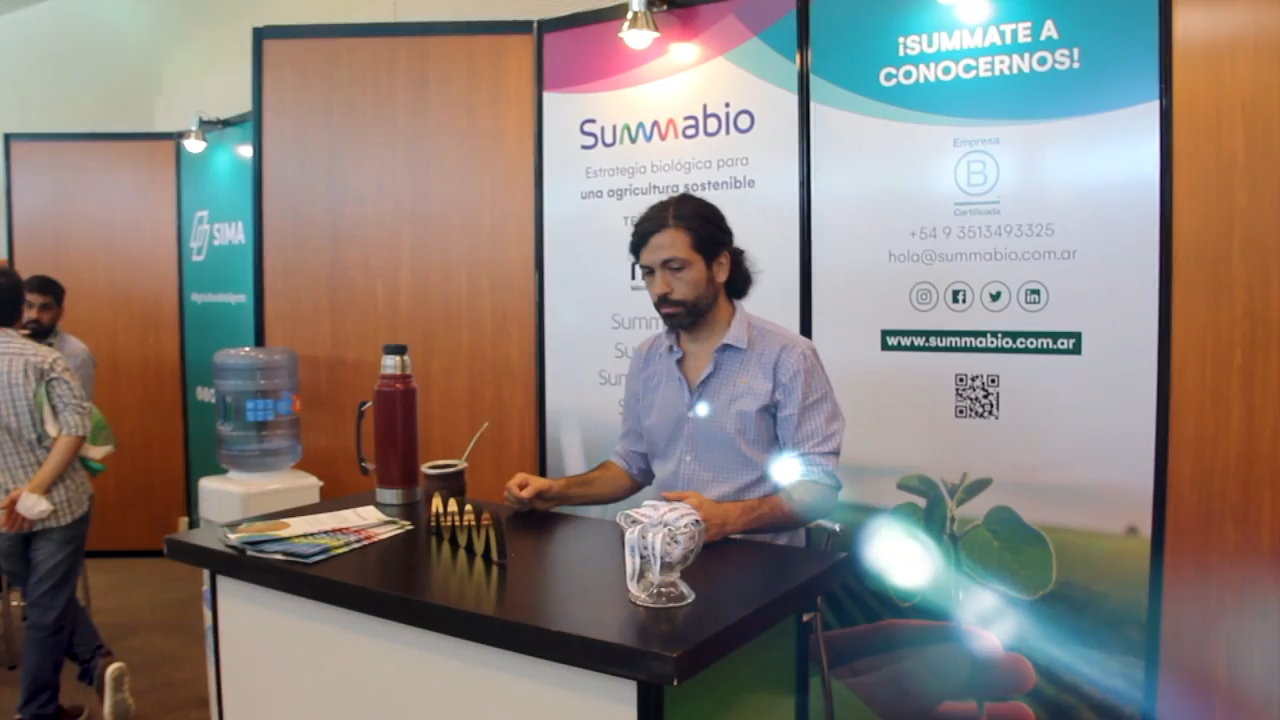 SIMA
Summabio
Estrategia biológica para
una agricultura sostenible
Summ
¡SUMMATE A
CONOCERNOS!
Empresa
B
Certificada
+54 9 3513493325
hola@summabio.com.ar
www.summabio.com.ar